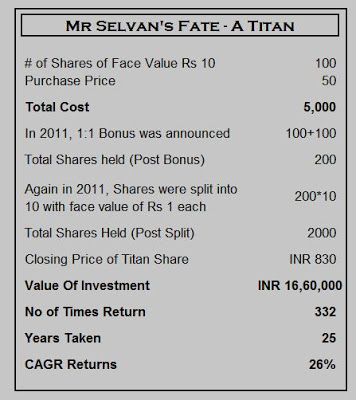 Mr Selvan's Fate - A Titan
# of Shares of Face Value Rs 10 100
Purchase Price 50
Total Cost 5,000
In 2011, 1:1 Bonus was announced 100+100
Total Shares held (Post Bonus) 200
Again in 2011, Shares were split into
10 with face value of Rs 1 each 200*10
Total Shares Held (Post Split) 2000
Closing Price of Titan Share INR 830
Value Of Investment INR 16,60,000
No of Times Return 332
Years Taken 25
CAGR Returns 26%